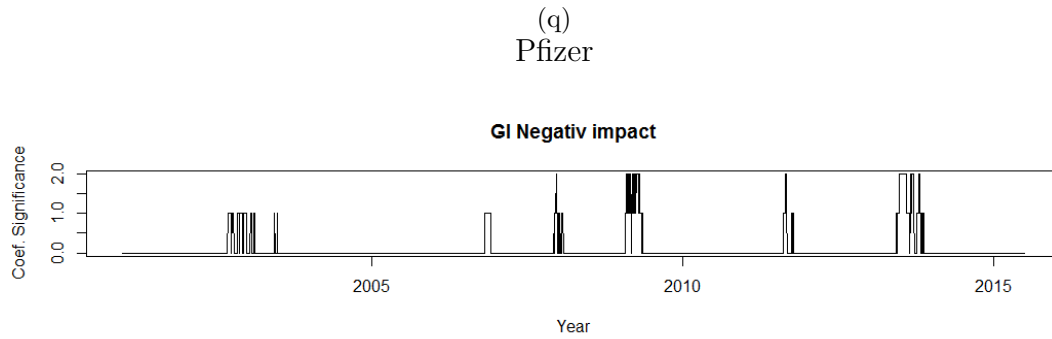 (q)
Pfizer
GI Negativ impact
Coef. Significance
2.0
1.0
0.0
2005 2010 2015
Year